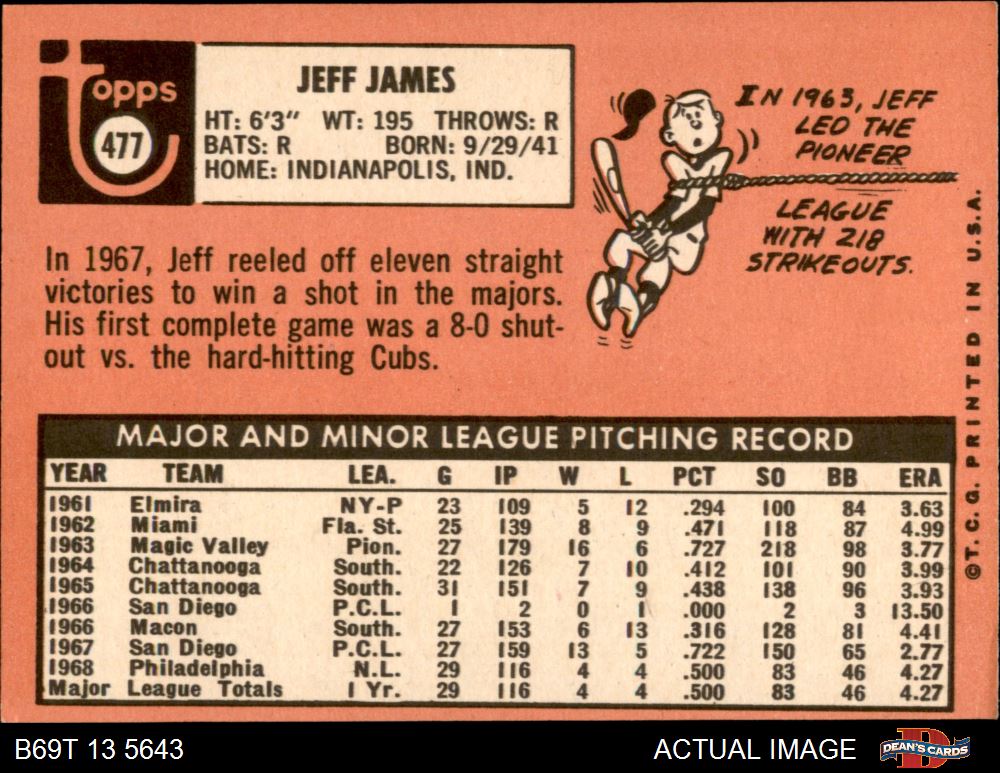 Topps
477
JEFF JAMES
HT: 6'3" WT: 195 THROWS: R
BATS: R BORN: 9/29/41
HOME: INDIANAPOLIS, IND.
In 1967, Jeff reeled off eleven straight
victories to win a shot in the majors.
His first complete game was a 8-0 shut-
out vs. the hard-hitting Cubs.
IN 1963, JEFF
LED THE
PIONEER
LEAGUE
WITH 218
STRIKEOUTS.
©T. C. G. PRINTED IN U.S.A.
MAJOR AND MINOR LEAGUE PITCHING RECORD
YEAR TEAM LEA. G IP W L PCT SO BB ERA
1961 Elmira NY-P 23 109 5 12 .294 100 84 3.63
1962 Miami Fla. St. 25 139 8 9 .471 118 87 4.99
1963 Magic Valley Pion. 27 179 16 6 .727 218 98 3.77
1964 Chattanooga South. 22 126 7 10 .412 101 90 3.99
1965 Chattanooga South. 31 151 7 9 .438 138 96 3.93
1966 San Diego P.C.L. 1 2 0 1 .000 2 3 13.50
1966 Macon South. 27 153 6 13 .316 128 81 4.41
1967 San Diego P.C.L. 27 159 13 5 .722 150 65 2.77
1968 Philadelphia N.L. 29 116 4 4 .500 83 46 4.27
Major League Totals 1 Yr. 29 116 4 4 .500 83 46 4.27
B69T 13 5643 ACTUAL IMAGE DEAN'S CARDS